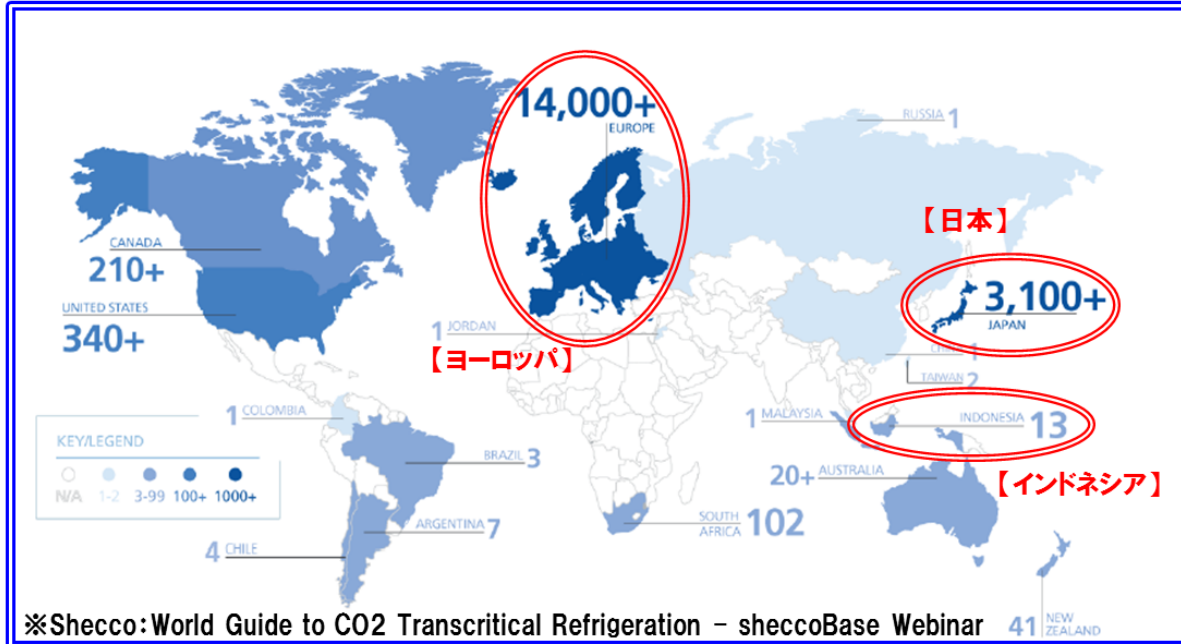 14,000+
EUROPE
RUSSIA 1
【日本】
CANADA
210+
3,100+
JAPAN
UNITED STATES
340+
1 JORDAN
【ヨーロッパ】
CHINA 1
TAIWAN 2
1 COLOMBIA
1 MALAYSIA
INDONESIA 13
KEY/LEGEND
N/A 1-2 3-99 100+ 1000+
BRAZIL 3
20+ AUSTRALIA
【インドネシア】
ARGENTINA 7
SOUTH
AFRICA 102
4 CHILE
※Shecco:World Guide to CO2 Transcritical Refrigeration – sheccoBase Webinar
41 NEW
ZEALAND